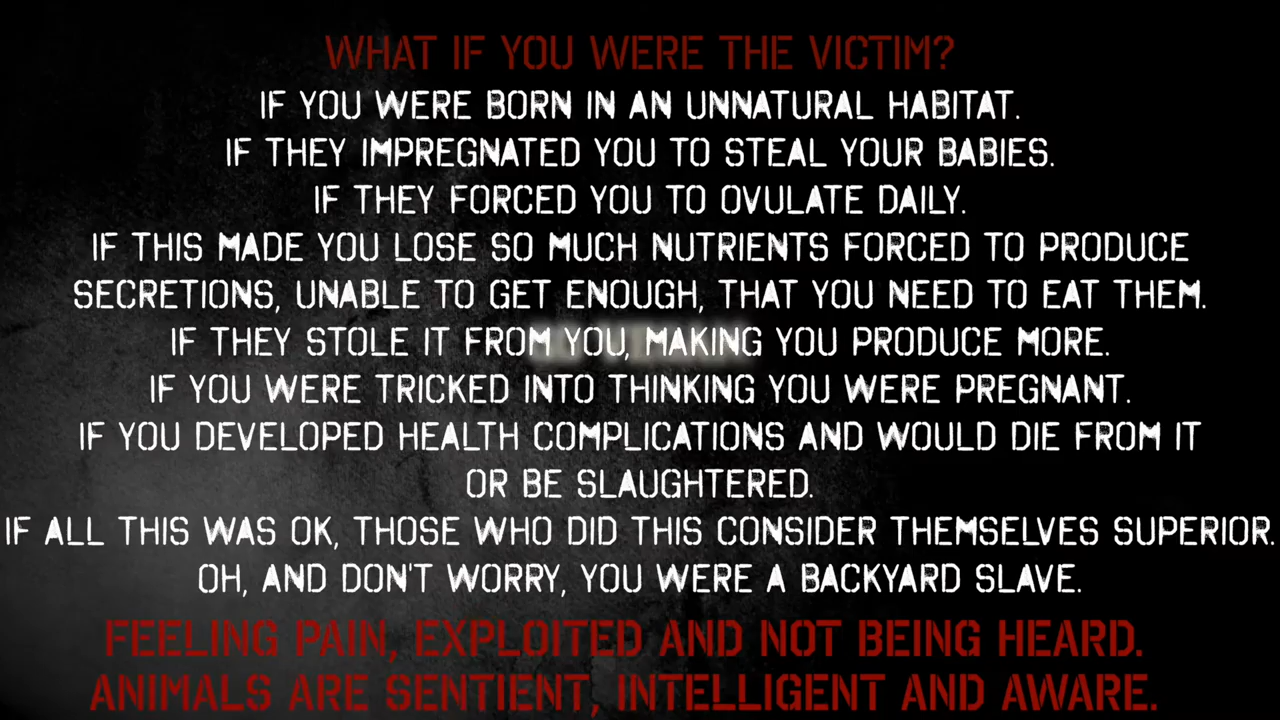 WHAT IF YOU WERE THE VICTIM?
IF YOU WERE BORN IN AN UNNATURAL HABITAT.
IF THEY IMPREGNATED YOU TO STEAL YOUR BABIES.
IF THEY FORCED YOU TO OVULATE DAILY.
IF THIS MADE YOU LOSE SO MUCH NUTRIENTS FORCED TO PRODUCE
SECRETIONS, UNABLE TO GET ENOUGH, THAT YOU NEED TO EAT THEM.
IF THEY STOLE IT FROM YOU, MAKING YOU PRODUCE MORE.
IF YOU WERE TRICKED INTO THINKING YOU WERE PREGNANT.
IF YOU DEVELOPED HEALTH COMPLICATIONS AND WOULD DIE FROM IT
OR BE SLAUGHTERED.
IF ALL THIS WAS OK, THOSE WHO DID THIS CONSIDER THEMSELVES SUPERIOR.
OH, AND DON'T WORRY, YOU WERE A BACKYARD SLAVE.
FEELING PAIN, EXPLOITED AND NOT BEING HEARD.
ANIMALS ARE SENTIENT, INTELLIGENT AND AWARE.